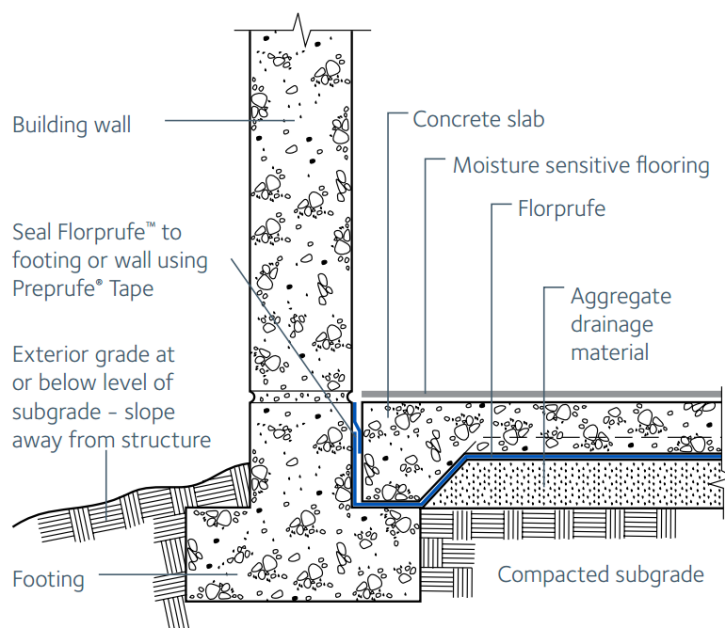 Building wall
Seal Florprufe™ to
footing or wall using
Preprufe® Tape
Exterior grade at
or below level of
subgrade – slope
away from structure
Footing
Concrete slab
Moisture sensitive flooring
Florprufe
Aggregate
drainage
material
Compacted subgrade